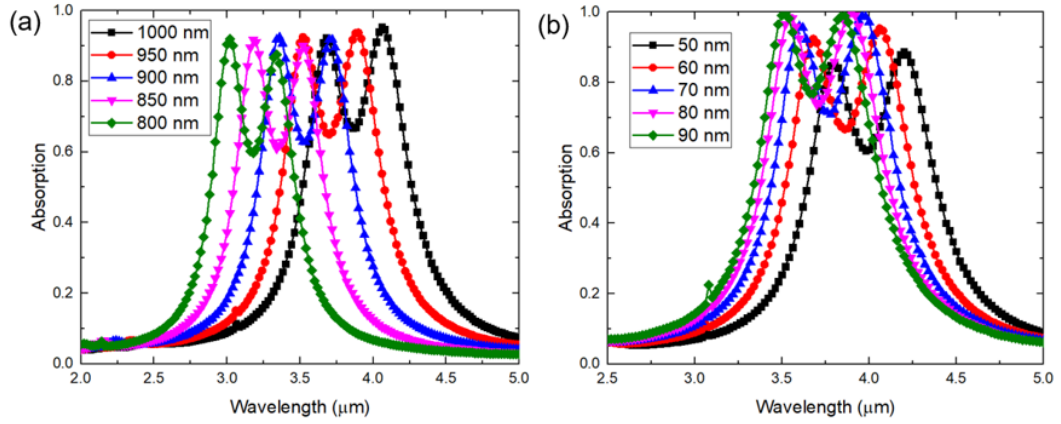 (a)
1000 nm
950 nm
900 nm
850 nm
800 nm
Absorption
1.0
0.8
0.6
0.4
0.2
0.0
2.0 2.5 3.0 3.5 4.0 4.5 5.0
Wavelength (μm)
(b)
50 nm
60 nm
70 nm
80 nm
90 nm
Absorption
1.0
0.8
0.6
0.4
0.2
0.0
2.5 3.0 3.5 4.0 4.5 5.0
Wavelength (μm)